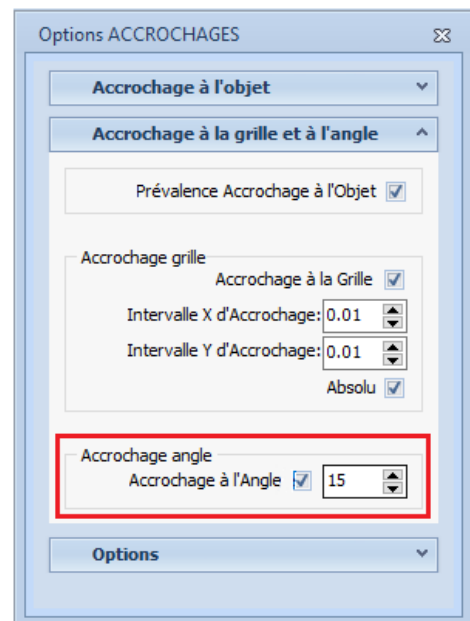 Options ACCROCHAGES
Accrochage à l'objet
Accrochage à la grille et à l'angle
Prévalence Accrochage à l'Objet
Accrochage grille
Accrochage à la Grille
Intervalle X d'Accrochage: 0.01
Intervalle Y d'Accrochage: 0.01
Absolu
Accrochage angle
Accrochage à l'Angle 15
Options